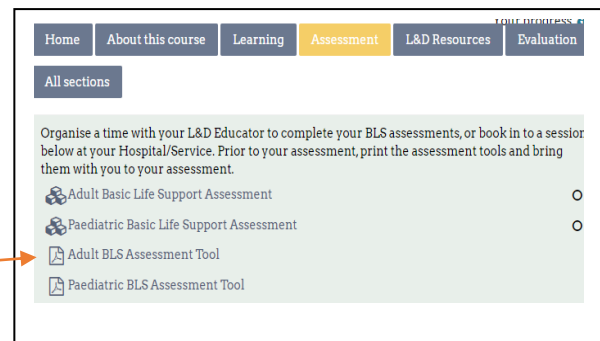 Your progress
Home About this course Learning Assessment L&D Resources Evaluation
All sections
Organise a time with your L&D Educator to complete your BLS assessments, or book in to a session
below at your Hospital/Service. Prior to your assessment, print the assessment tools and bring
them with you to your assessment.
Adult Basic Life Support Assessment
Paediatric Basic Life Support Assessment
Adult BLS Assessment Tool
Paediatric BLS Assessment Tool